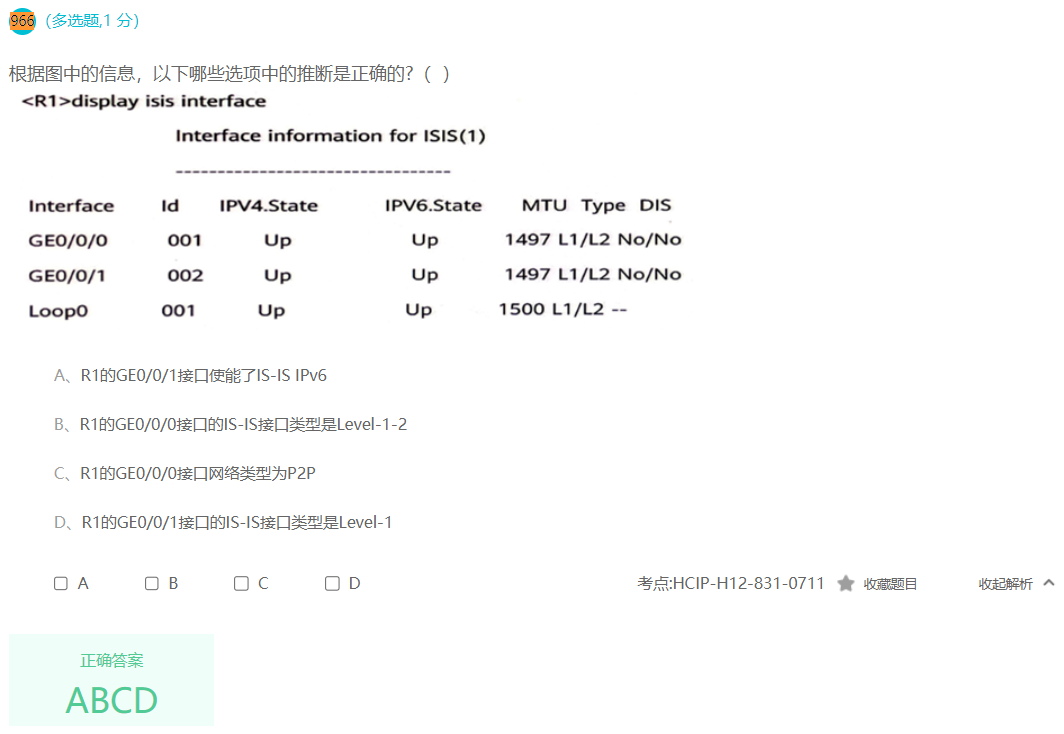 966 (多选题,1 分)
根据图中的信息，以下哪些选项中的推断是正确的?（ ）
<R1>display isis interface
Interface information for ISIS(1)
---------------------------------
Interface Id IPV4.State IPV6.State MTU Type DIS
GE0/0/0 001 Up Up 1497 L1/L2 No/No
GE0/0/1 002 Up Up 1497 L1/L2 No/No
Loop0 001 Up Up 1500 L1/L2 --
A、R1的GE0/0/1接口使能了IS-IS IPv6
B、R1的GE0/0/0接口的IS-IS接口类型是Level-1-2
C、R1的GE0/0/0接口网络类型为P2P
D、R1的GE0/0/1接口的IS-IS接口类型是Level-1
A B C D 考点:HCIP-H12-831-0711 收藏题目 收起解析
正确答案
ABCD